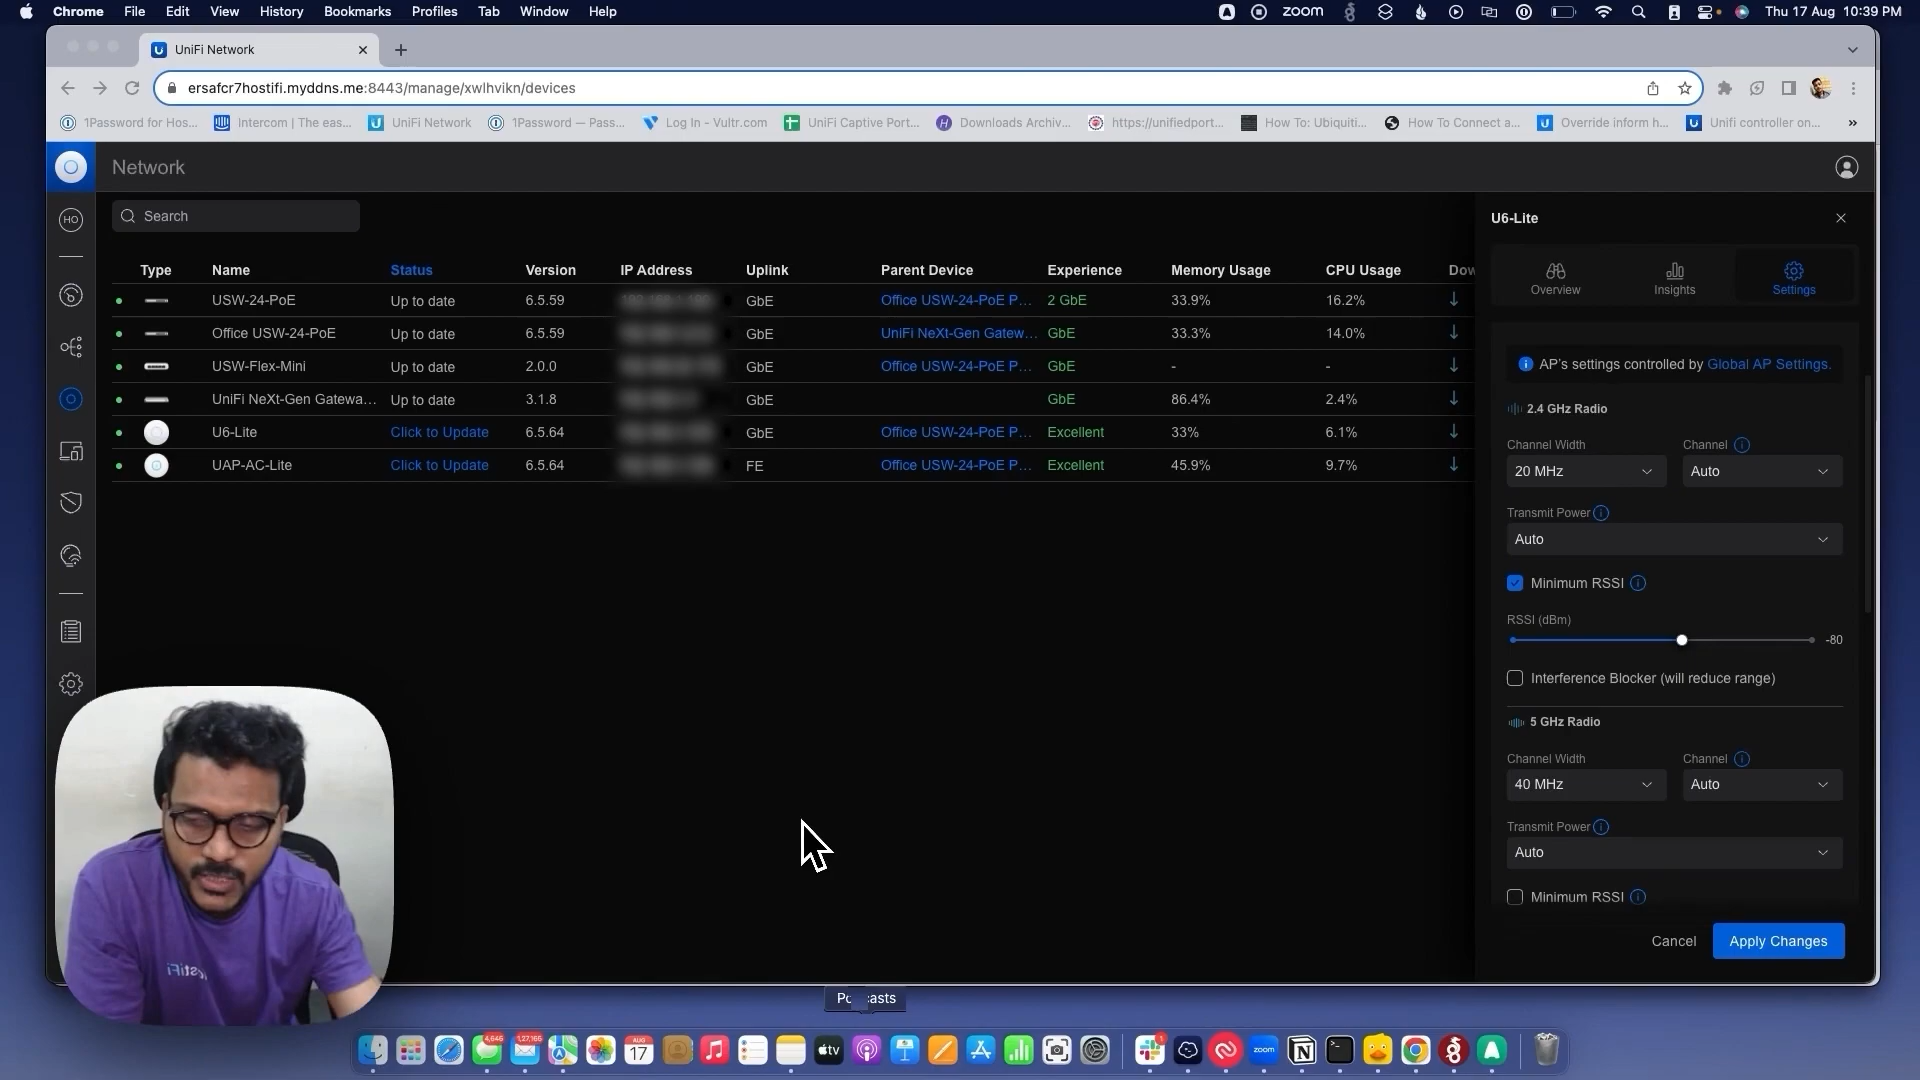 Chrome File Edit View History Bookmarks Profiles Tab Window Help zoom Thu 17 Aug 10:39 PM
UniFi Network
ersafcr7hostifi.myddns.me:8443/manage/xwlhvikn/devices
1Password for Hos... Intercom | The eas... UniFi Network 1Password — Pass... Log In - Vultr.com UniFi Captive Port... Downloads Archiv... https://unifiedport... How To: Ubiquiti... How To Connect a... Override inform h... Unifi controller on... »
Network
HO
Search
Type Name Status Version IP Address Uplink Parent Device Experience Memory Usage CPU Usage Dow
USW-24-PoE Up to date 6.5.59 GbE Office USW-24-PoE P... 2 GbE 33.9% 16.2%
Office USW-24-PoE Up to date 6.5.59 GbE UniFi NeXt-Gen Gatew... GbE 33.3% 14.0%
USW-Flex-Mini Up to date 2.0.0 GbE Office USW-24-PoE P... GbE - -
UniFi NeXt-Gen Gatewa... Up to date 3.1.8 GbE GbE 86.4% 2.4%
U6-Lite Click to Update 6.5.64 GbE Office USW-24-PoE P... Excellent 33% 6.1%
UAP-AC-Lite Click to Update 6.5.64 FE Office USW-24-PoE P... Excellent 45.9% 9.7%
U6-Lite
Overview Insights Settings
AP's settings controlled by Global AP Settings.
2.4 GHz Radio
Channel Width Channel
20 MHz Auto
Transmit Power
Auto
Minimum RSSI
RSSI (dBm)
-80
Interference Blocker (will reduce range)
5 GHz Radio
Channel Width Channel
40 MHz Auto
Transmit Power
Auto
Minimum RSSI
Cancel Apply Changes
4,646 1,27,165 AUG 17 tv zoom 1